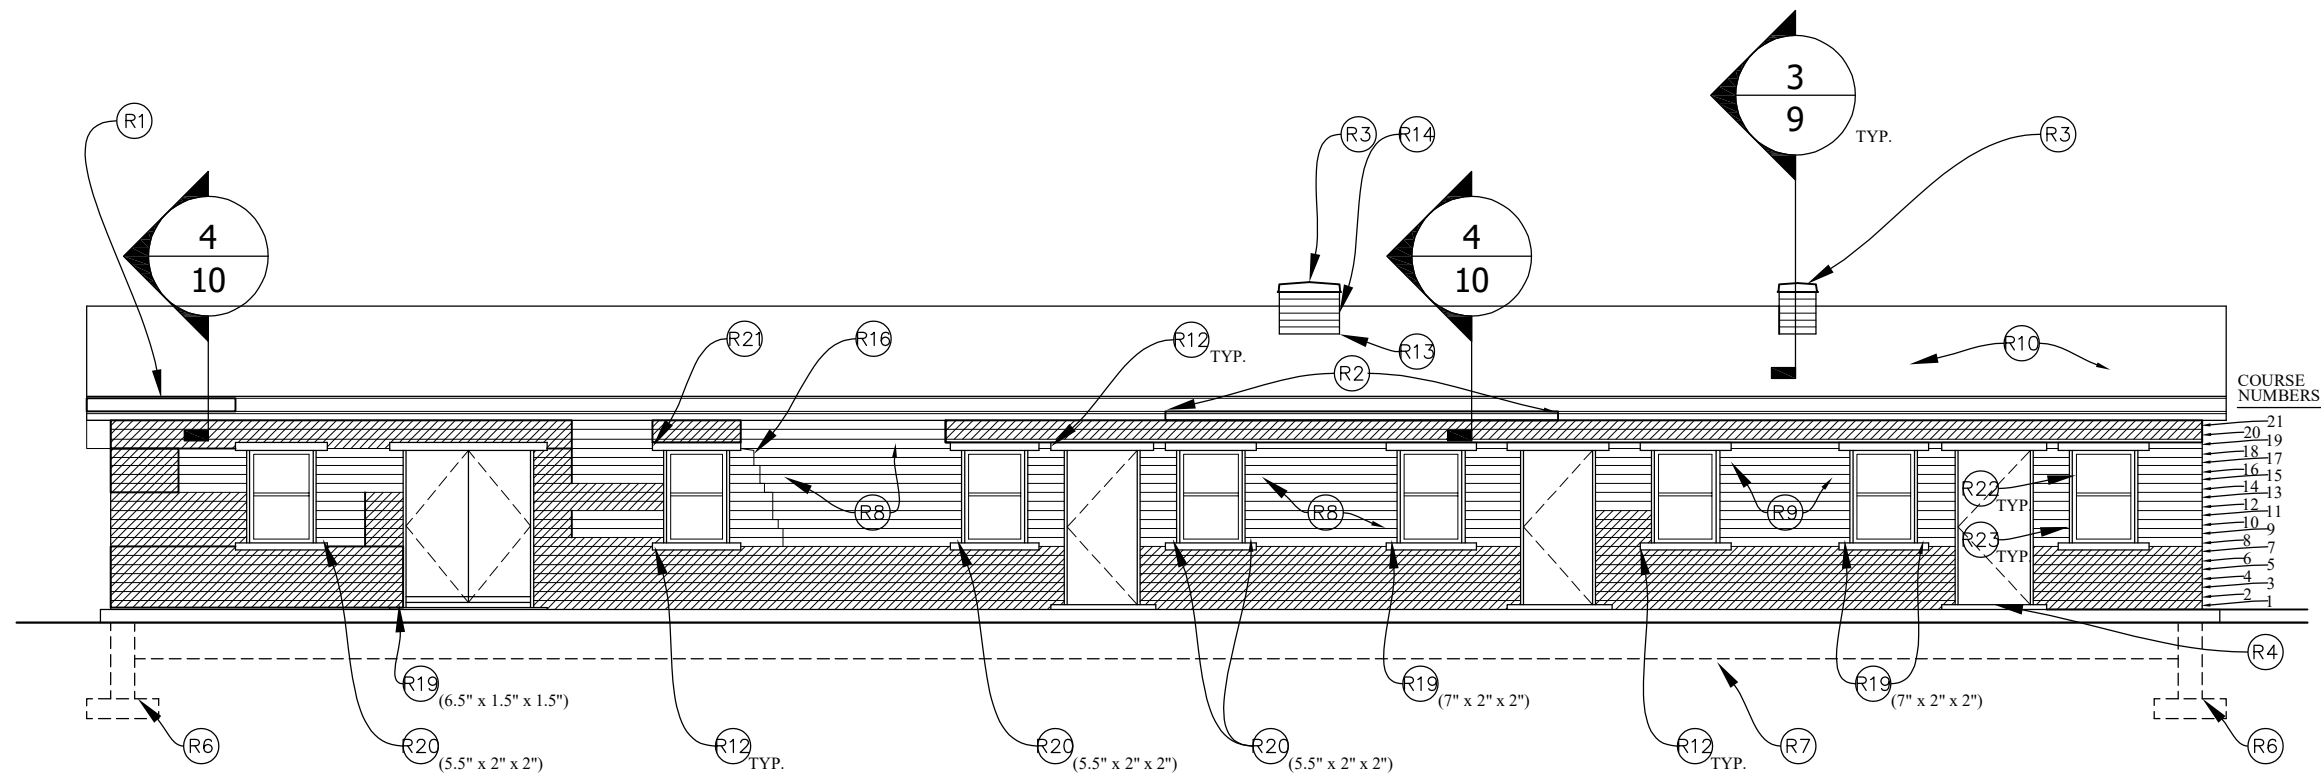 3
9
TYP.
R1
R3
R14
R3
4
10
4
10
R21
R16
R12
TYP.
R13
R10
R2
COURSE
NUMBERS
21
20
19
18
17
16
15
14
13
12
11
10
9
8
7
6
5
4
3
2
1
R22
TYP.
R8
R8
R9
R23
TYP.
R4
R19
(6.5" x 1.5" x 1.5")
R19
(7" x 2" x 2")
R19
(7" x 2" x 2")
R6
R20
(5.5" x 2" x 2")
R12
TYP.
R20
(5.5" x 2" x 2")
R20
(5.5" x 2" x 2")
R12
TYP.
R7
R6